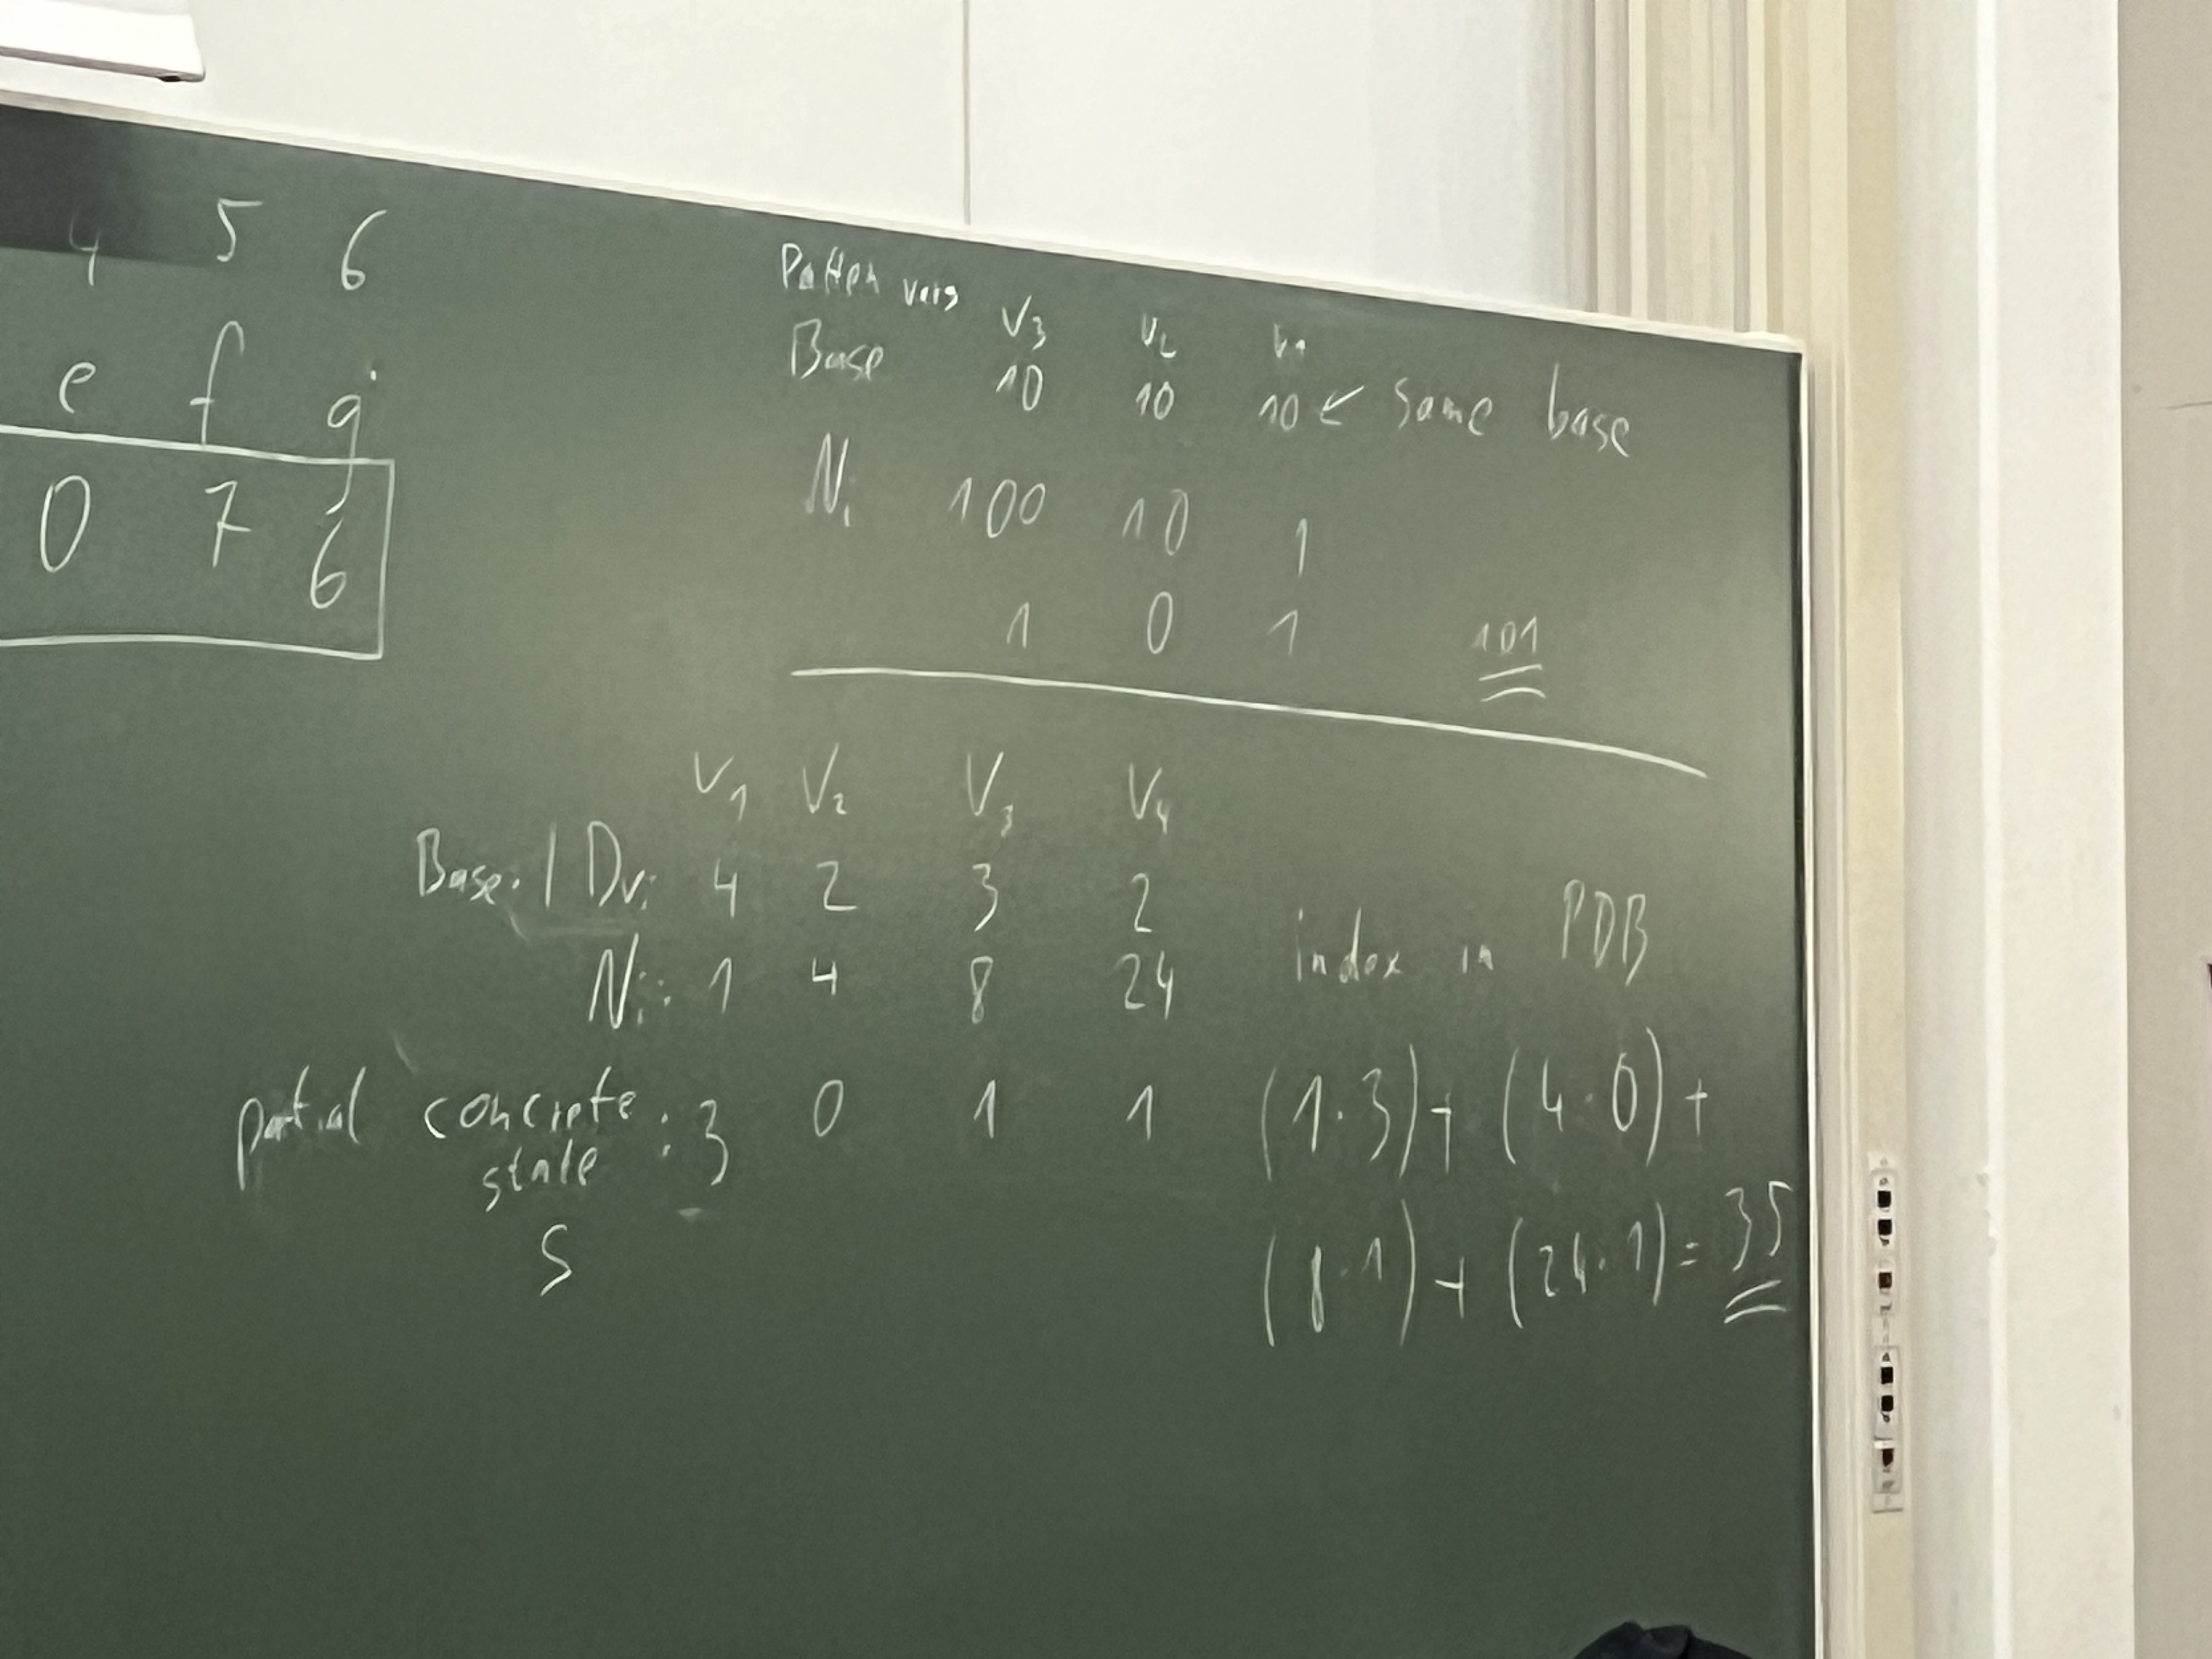 4 5 6
e f g
0 7 6
Pattern vars V3 V2 V1
Base 10 10 10 ← same base
Ni 100 10 1
1 0 1 101
V1 V2 V3 V4
Base: | Dvi 4 2 3 2
Ni: 1 4 8 24
index in PDB
partial concrete state : 3 0 1 1
S
(1·3)+(4·0)+
(8·1)+(24·1)=35